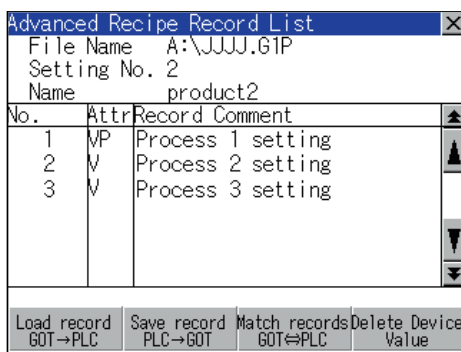 Advanced Recipe Record List
File Name A:\JJJJ.G1P
Setting No. 2
Name product2
No. Attr Record Comment
1 VP Process 1 setting
2 V Process 2 setting
3 V Process 3 setting
Load record Save record Match records Delete Device
GOT→PLC PLC→GOT GOT⇔PLC Value